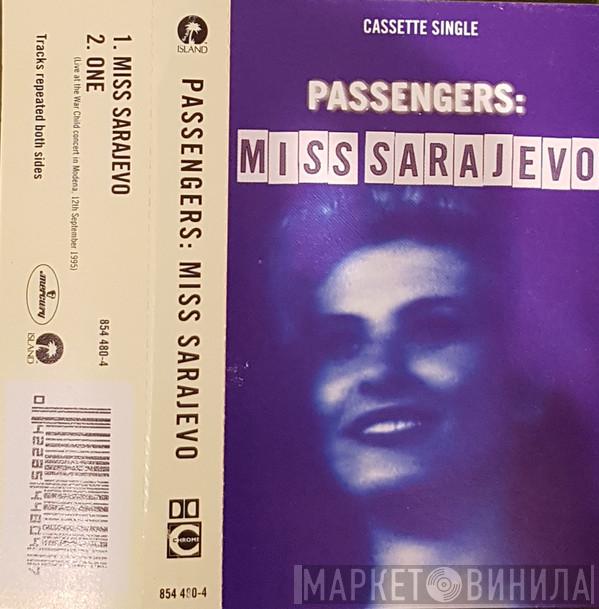 1. MISS SARAJEVO
2. ONE
(Live at the War Child concert in Modena, 12th September 1995)
Tracks repeated both sides
mercury
ISLAND
854 480-4
ISLAND
PASSENGERS: MISS SARAJEVO
CHROME
854 480-4
CASSETTE SINGLE
PASSENGERS:
MISS SARAJEVO
МАРКЕТ ВИНИЛА